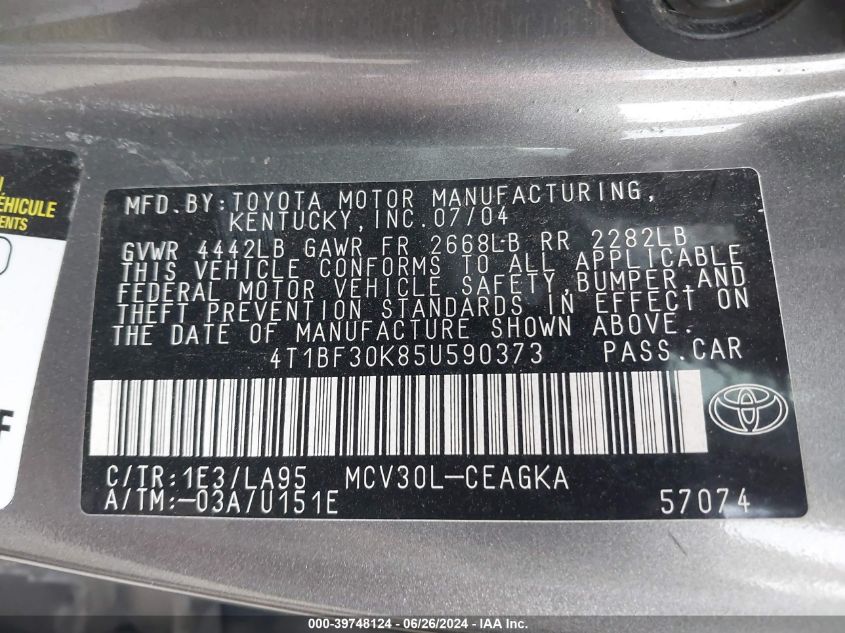 ÉHICULE
ENTS
MFD.BY:TOYOTA MOTOR MANUFACTURING,
KENTUCKY,INC.07/04
GVWR 4442LB GAWR FR 2668LB RR 2282LB
THIS VEHICLE CONFORMS TO ALL APPLICABLE
FEDERAL MOTOR VEHICLE SAFETY,BUMPER,AND
THEFT PREVENTION STANDARDS IN EFFECT ON
THE DATE OF MANUFACTURE SHOWN ABOVE.
4T1BF30K85U590373 PASS.CAR
C/TR:1E3/LA95 MCV30L-CEAGKA
A/TM:-03A/U151E 57074
F
000-39748124 - 06/26/2024 - IAA Inc.